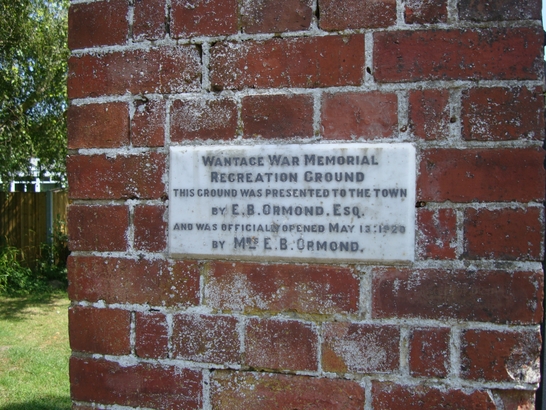 WANTAGE WAR MEMORIAL
RECREATION GROUND
THIS GROUND WAS PRESENTED TO THE TOWN
BY E.B.ORMOND. ESQ.
AND WAS OFFICIALLY OPENED MAY 13:1920
BY MRS E.B.ORMOND.